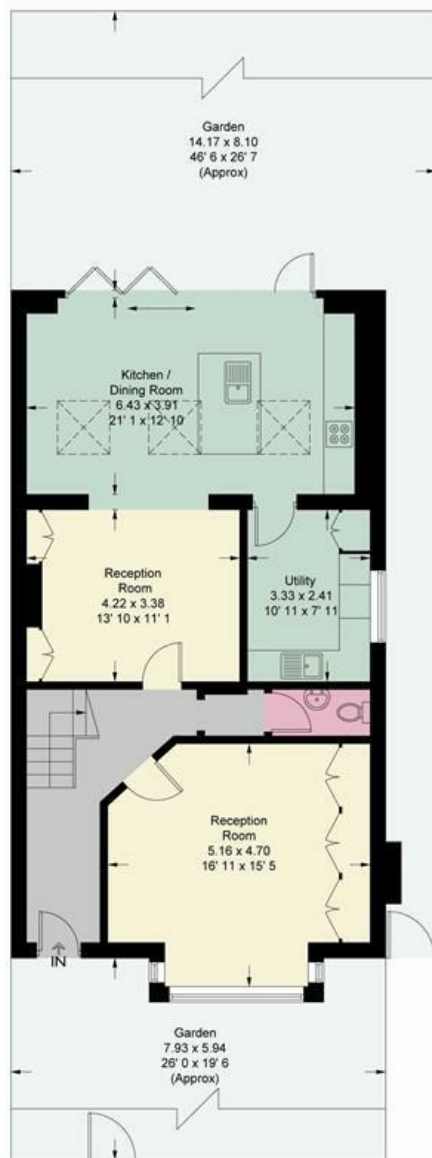 Garden
14.17 x 8.10
46' 6 x 26' 7
(Approx)
Kitchen /
Dining Room
6.43 x 3.91
21' 1 x 12' 10
Reception
Room
4.22 x 3.38
13' 10 x 11' 1
Utility
3.33 x 2.41
10' 11 x 7' 11
Reception
Room
5.16 x 4.70
16' 11 x 15' 5
IN
Garden
7.93 x 5.94
26' 0 x 19' 6
(Approx)